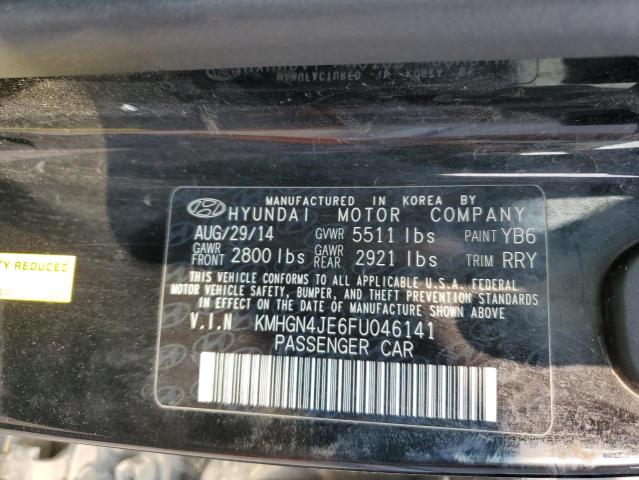 MANUFACTURED IN KOREA BY
HYUNDAI MOTOR COMPANY
AUG/29/14 GVWR 5511 lbs PAINT YB6
GAWR FRONT 2800 lbs GAWR REAR 2921 lbs TRIM RRY
THIS VEHICLE CONFORMS TO ALL APPLICABLE U.S.A. FEDERAL
MOTOR VEHICLE SAFETY, BUMPER, AND THEFT PREVENTION STANDARDS
IN EFFECT ON THE DATE OF MANUFACTURE SHOWN ABOVE
V.I.N KMHGN4JE6FU046141
PASSENGER CAR
REDUCED